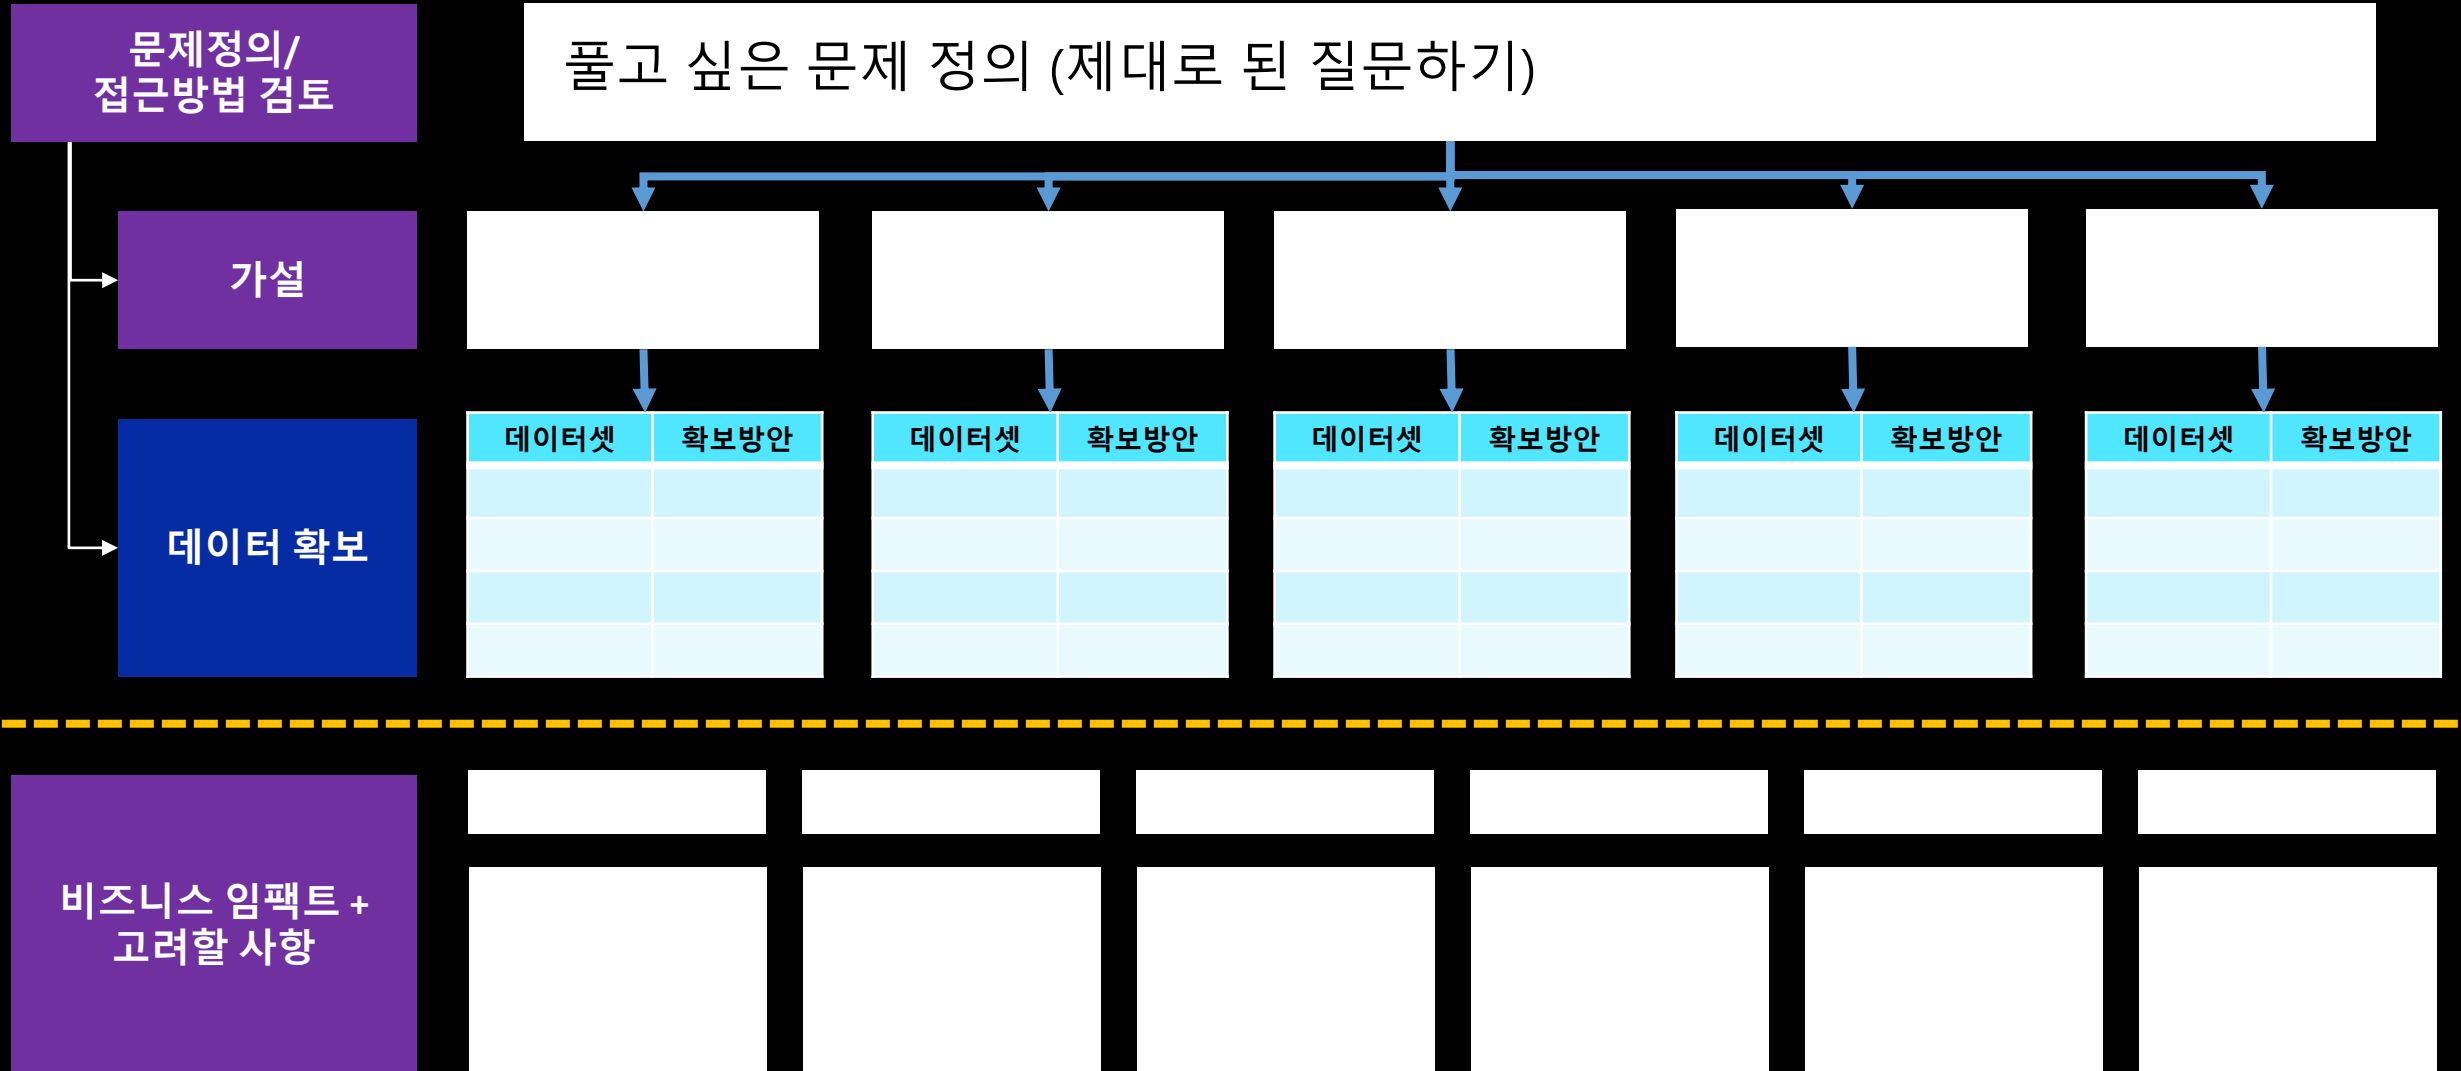 문제정의/
접근방법 검토
풀고 싶은 문제 정의 (제대로 된 질문하기)
가설
데이터 확보
데이터셋 확보방안 데이터셋 확보방안 데이터셋 확보방안 데이터셋 확보방안 데이터셋 확보방안
비즈니스 임팩트 +
고려할 사항